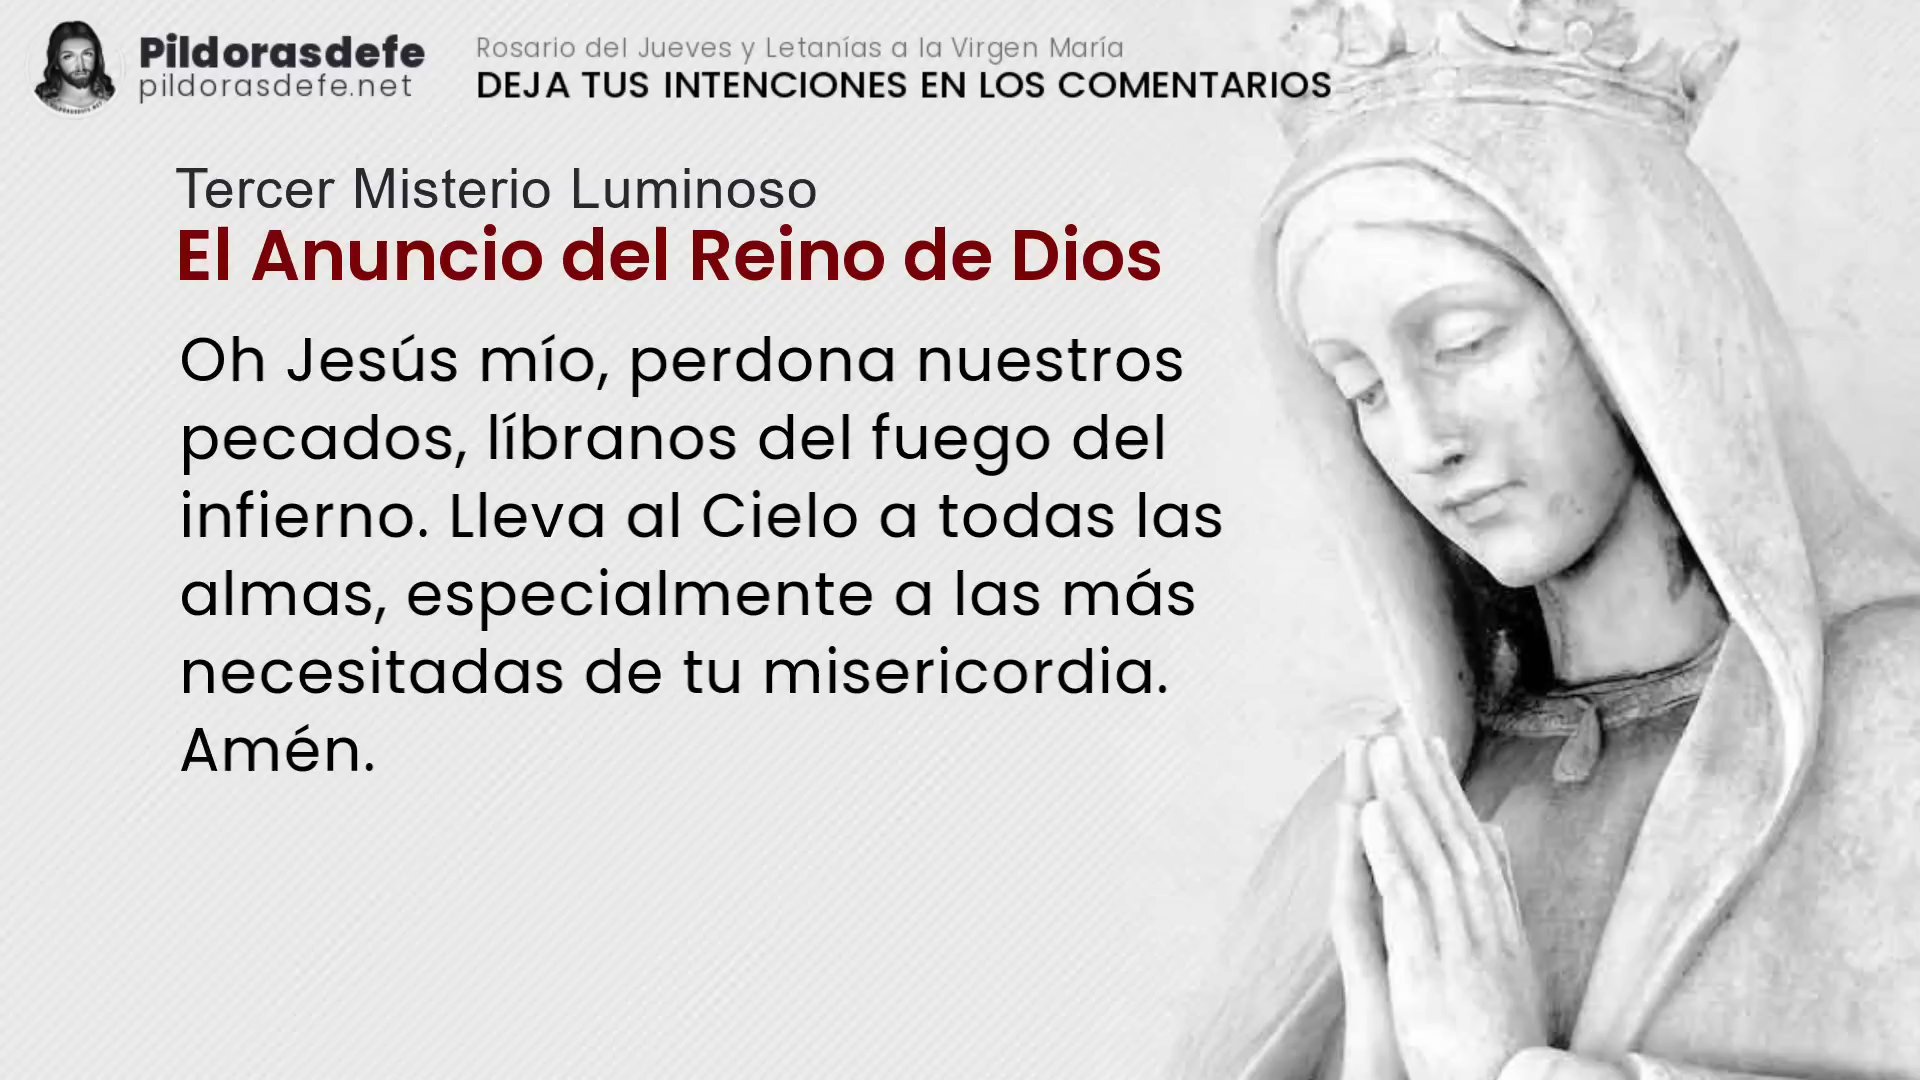 Pildorasdefe
pildorasdefe.net
Rosario del Jueves y Letanías a la Virgen María
DEJA TUS INTENCIONES EN LOS COMENTARIOS
Tercer Misterio Luminoso
El Anuncio del Reino de Dios
Oh Jesús mío, perdona nuestros
pecados, líbranos del fuego del
infierno. Lleva al Cielo a todas las
almas, especialmente a las más
necesitadas de tu misericordia.
Amén.